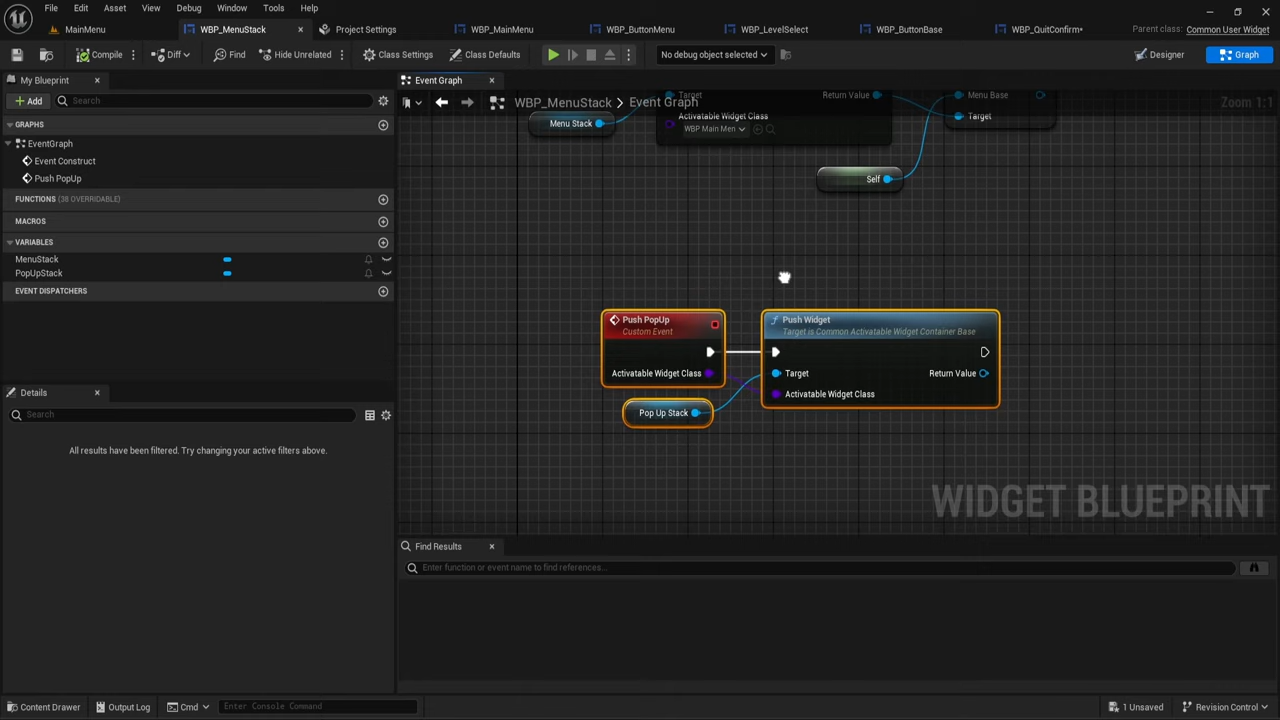 File Edit Asset View Debug Window Tools Help
MainMenu WBP_MenuStack Project Settings WBP_MainMenu WBP_ButtonMenu WBP_LevelSelect WBP_ButtonBase WBP_QuitConfirm• Parent class: Common User Widget
Compile Diff Find Hide Unrelated Class Settings Class Defaults No debug object selected Designer Graph
My Blueprint
Add Search
GRAPHS
EventGraph
Event Construct
Push PopUp
FUNCTIONS (38 OVERRIDABLE)
MACROS
VARIABLES
MenuStack
PopUpStack
EVENT DISPATCHERS
Details
Search
All results have been filtered. Try changing your active filters above.
Event Graph
WBP_MenuStack > Event Graph
Zoom 1:1
Target Return Value
Activatable Widget Class
WBP Main Men
Menu Stack
Menu Base
Target
Self
Push PopUp
Custom Event
Activatable Widget Class
Pop Up Stack
Push Widget
Target is Common Activatable Widget Container Base
Target Return Value
Activatable Widget Class
WIDGET BLUEPRINT
Find Results
Enter function or event name to find references...
Content Drawer Output Log Cmd Enter Console Command 1 Unsaved Revision Control